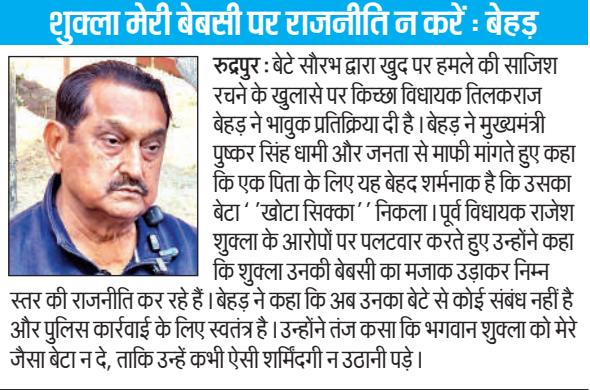 शुक्ला मेरी बेबसी पर राजनीति न करें : बेहड़
रुद्रपुर : बेटे सौरभ द्वारा खुद पर हमले की साजिश
रचने के खुलासे पर किच्छा विधायक तिलकराज
बेहड़ ने भावुक प्रतिक्रिया दी है। बेहड़ ने मुख्यमंत्री
पुष्कर सिंह धामी और जनता से माफी मांगते हुए कहा
कि एक पिता के लिए यह बेहद शर्मनाक है कि उसका
बेटा ‘ ’खोटा सिक्का’ ’ निकला। पूर्व विधायक राजेश
शुक्ला के आरोपों पर पलटवार करते हुए उन्होंने कहा
कि शुक्ला उनकी बेबसी का मजाक उड़ाकर निम्न
स्तर की राजनीति कर रहे हैं। बेहड़ ने कहा कि अब उनका बेटे से कोई संबंध नहीं है
और पुलिस कार्रवाई के लिए स्वतंत्र है। उन्होंने तंज कसा कि भगवान शुक्ला को मेरे
जैसा बेटा न दे, ताकि उन्हें कभी ऐसी शर्मिंदगी न उठानी पड़े।